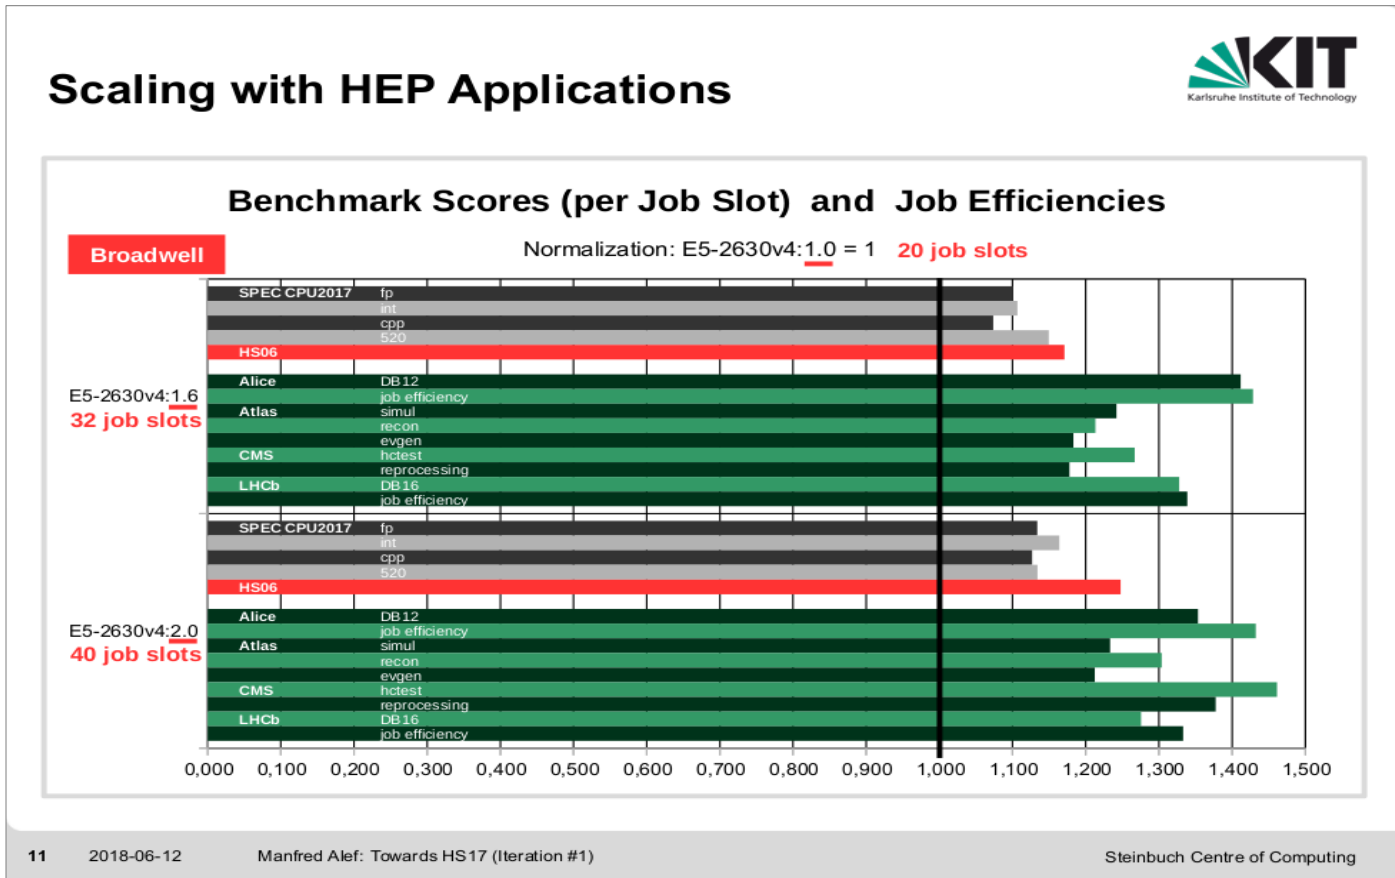 Scaling with HEP Applications
KIT
Karlsruhe Institute of Technology
Benchmark Scores (per Job Slot) and Job Efficiencies
Broadwell
Normalization: E5-2630v4:1.0 = 1 20 job slots
SPEC CPU2017 fp
int
cpp
520
HS06
Alice DB12
E5-2630v4:1.6 job efficiency
32 job slots
Atlas simul
recon
evgen
CMS hctest
reprocessing
LHCb DB16
job efficiency
SPEC CPU2017 fp
int
cpp
520
HS06
Alice DB12
E5-2630v4:2.0 job efficiency
40 job slots
Atlas simul
recon
evgen
CMS hctest
reprocessing
LHCb DB16
job efficiency
0,000 0,100 0,200 0,300 0,400 0,500 0,600 0,700 0,800 0,900 1,000 1,100 1,200 1,300 1,400 1,500
11 2018-06-12 Manfred Alef: Towards HS17 (Iteration #1) Steinbuch Centre of Computing